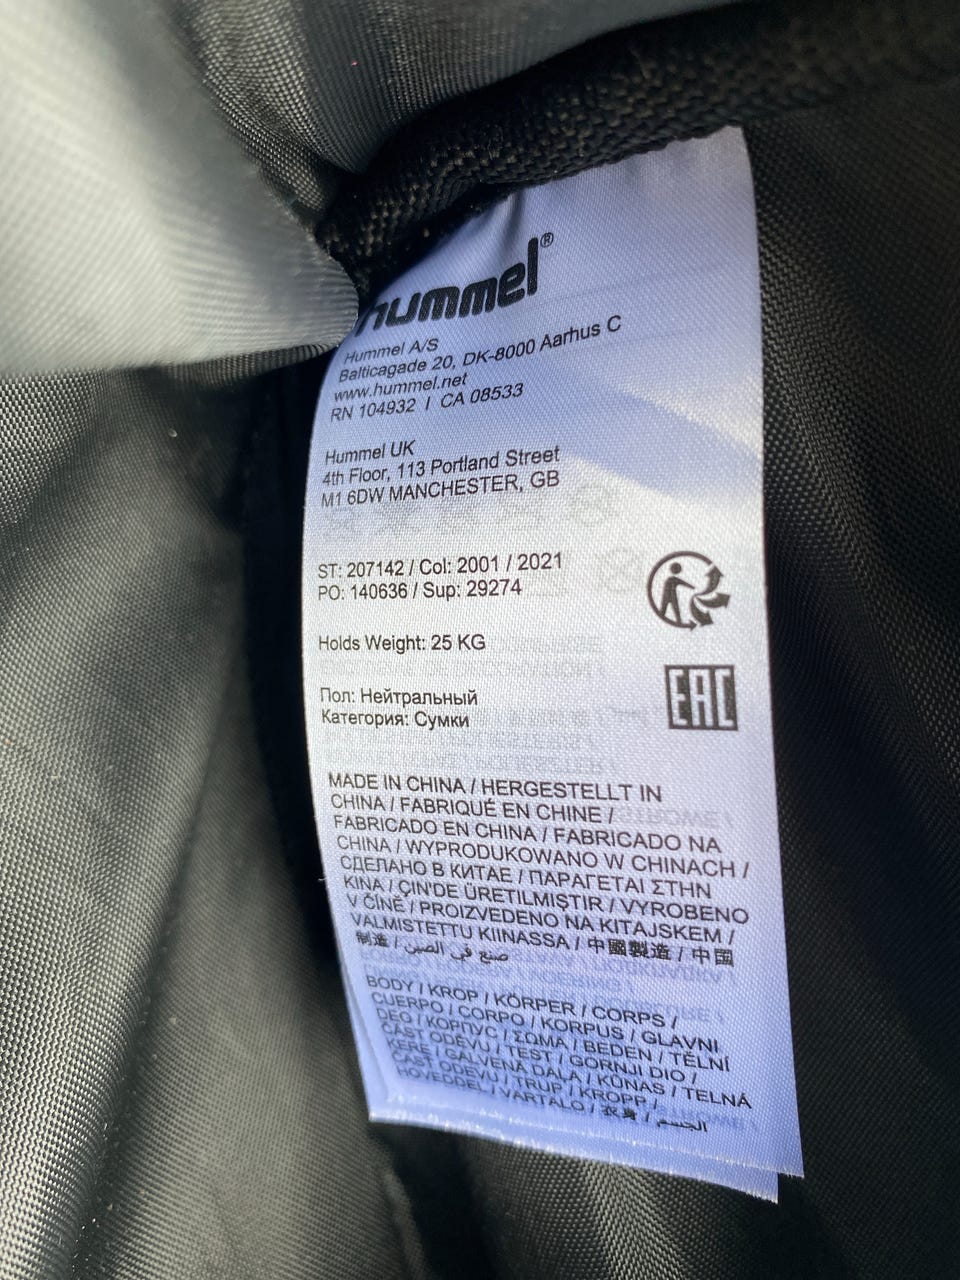 hummel®
Hummel A/S
Balticagade 20, DK-8000 Aarhus C
www.hummel.net
RN 104932 I CA 08533
Hummel UK
4th Floor, 113 Portland Street
M1 6DW MANCHESTER, GB
ST: 207142 / Col: 2001 / 2021
PO: 140636 / Sup: 29274
Holds Weight: 25 KG
EAC
Пол: Нейтральный
Категория: Сумки
MADE IN CHINA / HERGESTELLT IN
CHINA / FABRIQUÉ EN CHINE /
FABRICADO EN CHINA / FABRICADO NA
CHINA / WYPRODUKOWANO W CHINACH /
СДЕЛАНО В КИТАЕ / ΠΑΡΑΓΕΤΑΙ ΣΤΗΝ
ΚΙΝΑ / ÇIN'DE ÜRETILMIŞTIR / VYROBENO
V ČÍNĚ / PROIZVEDENO NA KITAJSKEM /
VALMISTETTU KIINASSA / 中國製造 / 中国
制造 / صنع في الصين
BODY / KROP / KÖRPER / CORPS /
CUERPO / CORPO / KORPUS / GLAVNI
DEO / КОРПУС / ΣΩΜΑ / BEDEN / TĚLNÍ
ČÁST ODĚVU / TEST / GORNJI DIO /
KERE / GALVENĀ DAĻA / KŪNAS / TELNÁ
ČASŤ ODEVU / TRUP / KROPP /
HOVEDDEL / VARTALO / 衣身 / الجسم